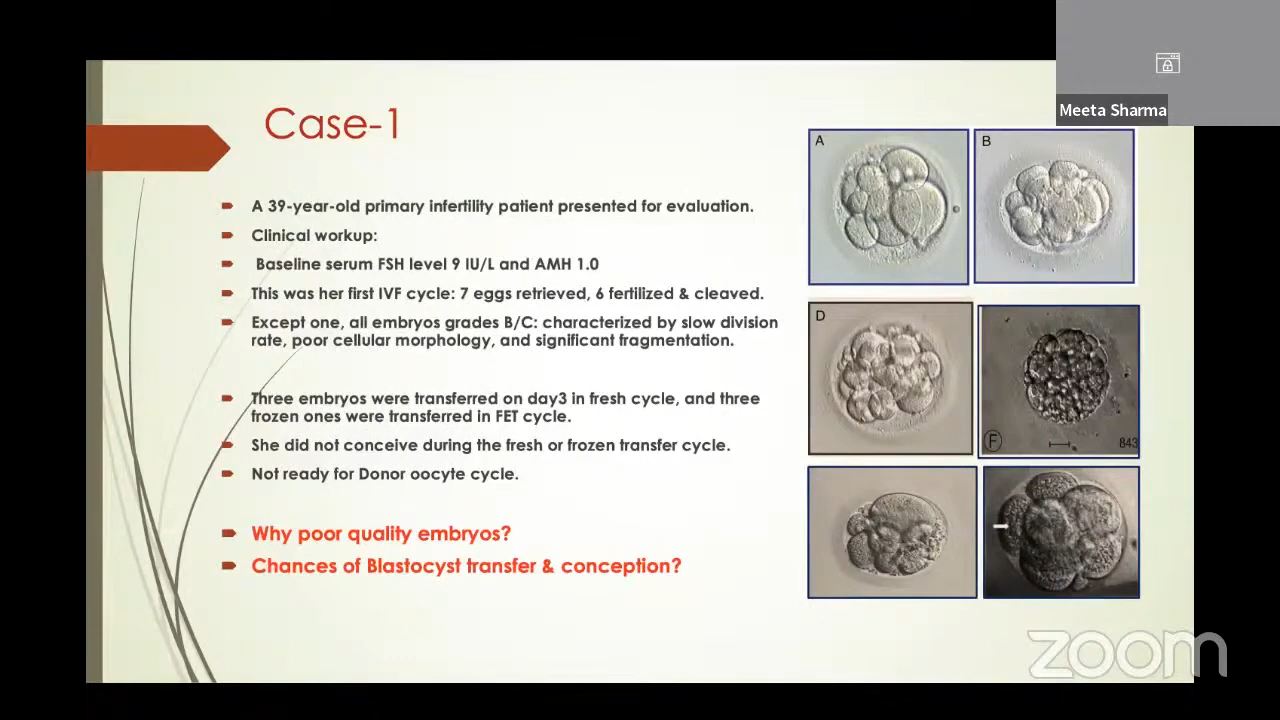 Meeta Sharma
Case-1
A 39-year-old primary infertility patient presented for evaluation.
Clinical workup:
Baseline serum FSH level 9 IU/L and AMH 1.0
This was her first IVF cycle: 7 eggs retrieved, 6 fertilized & cleaved.
Except one, all embryos grades B/C: characterized by slow division
rate, poor cellular morphology, and significant fragmentation.
Three embryos were transferred on day3 in fresh cycle, and three
frozen ones were transferred in FET cycle.
She did not conceive during the fresh or frozen transfer cycle.
Not ready for Donor oocyte cycle.
Why poor quality embryos?
Chances of Blastocyst transfer & conception?
A
B
D
F
843
zoom